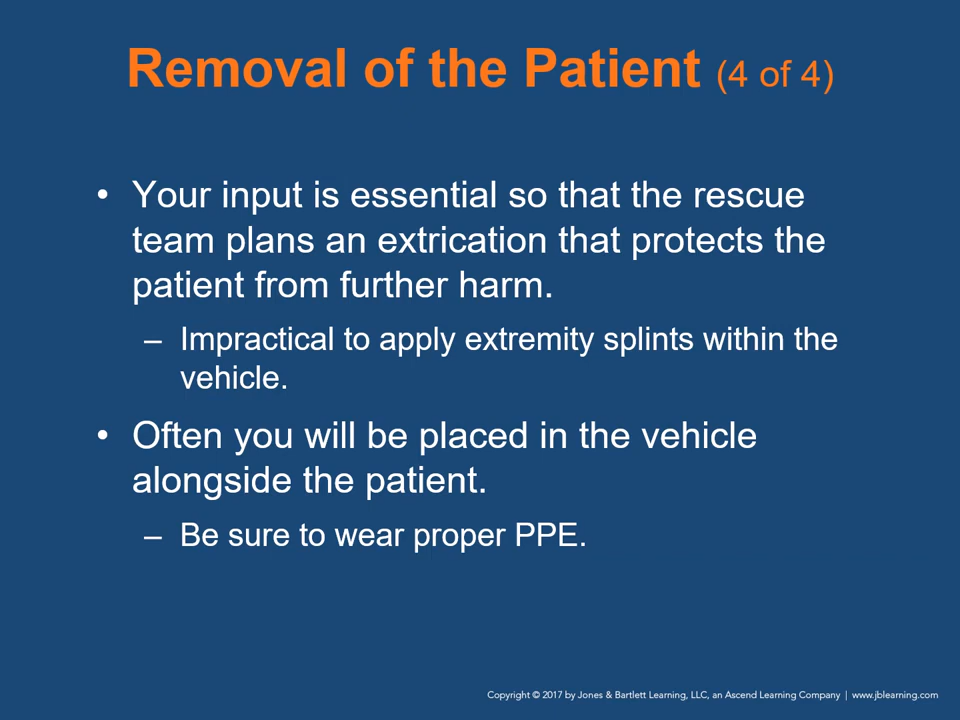 Removal of the Patient (4 of 4)
• Your input is essential so that the rescue
team plans an extrication that protects the
patient from further harm.
– Impractical to apply extremity splints within the
vehicle.
• Often you will be placed in the vehicle
alongside the patient.
– Be sure to wear proper PPE.
Copyright © 2017 by Jones & Bartlett Learning, LLC, an Ascend Learning Company | www.jblearning.com